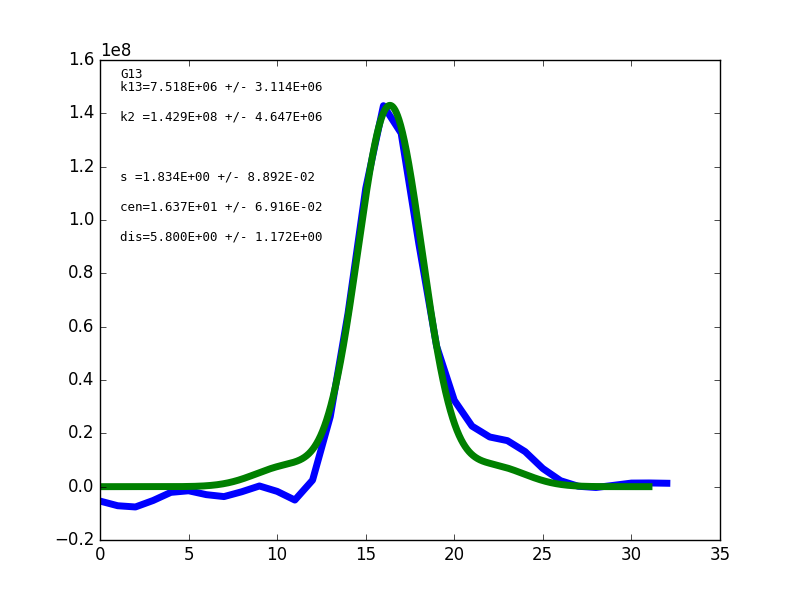 1e8
1.6
G13
k13=7.518E+06 +/- 3.114E+06
1.4
k2 =1.429E+08 +/- 4.647E+06
1.2
s =1.834E+00 +/- 8.892E-02
1.0
cen=1.637E+01 +/- 6.916E-02
dis=5.800E+00 +/- 1.172E+00
0.8
0.6
0.4
0.2
0.0
−0.2
0 5 10 15 20 25 30 35